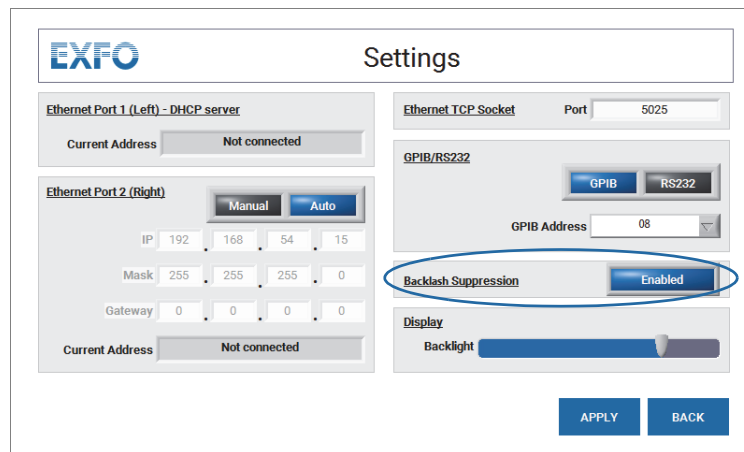 EXFO
Settings
Ethernet Port 1 (Left) - DHCP server
Current Address Not connected
Ethernet Port 2 (Right)
Manual Auto
IP 192 . 168 . 54 . 15
Mask 255 . 255 . 255 . 0
Gateway 0 . 0 . 0 . 0
Current Address Not connected
Ethernet TCP Socket Port 5025
GPIB/RS232
GPIB RS232
GPIB Address 08
Backlash Suppression Enabled
Display
Backlight
APPLY BACK